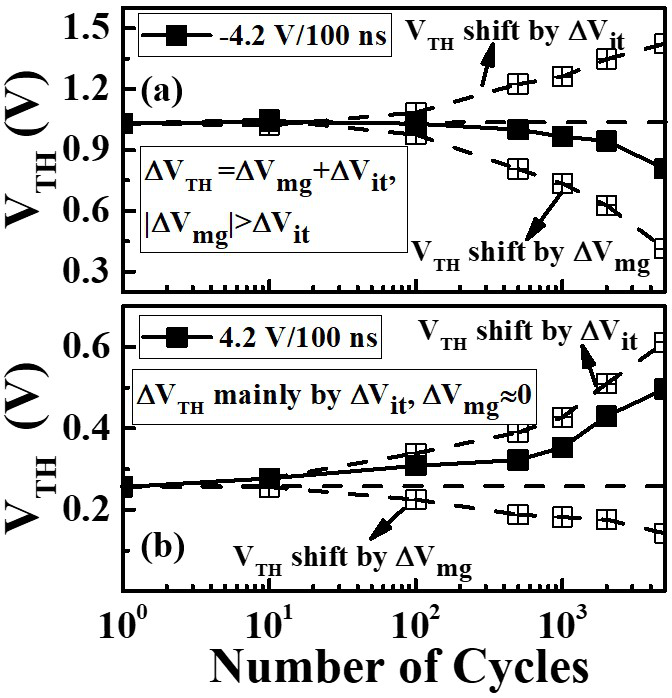 1.5
-4.2 V/100 ns
V_TH shift by ΔV_it
1.2
(a)
V_TH (V)
0.9
ΔV_TH =ΔV_mg+ΔV_it,
|ΔV_mg|>ΔV_it
0.6
V_TH shift by ΔV_mg
0.3
4.2 V/100 ns
V_TH shift by ΔV_it
0.6
ΔV_TH mainly by ΔV_it, ΔV_mg≈0
V_TH (V)
0.4
0.2
(b)
V_TH shift by ΔV_mg
10^0 10^1 10^2 10^3
Number of Cycles